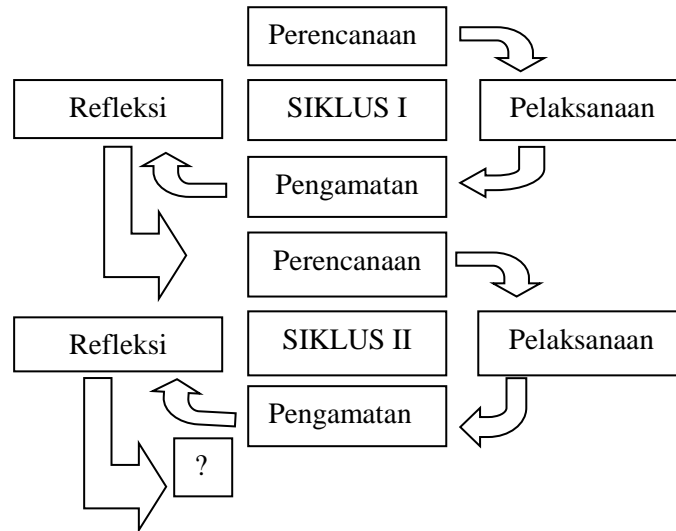 Perencanaan
Refleksi
SIKLUS I
Pelaksanaan
Pengamatan
Perencanaan
Refleksi
SIKLUS II
Pelaksanaan
Pengamatan
?